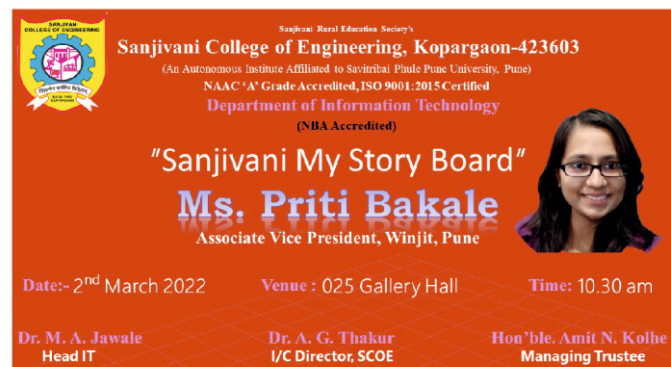 SANJIVANI
COLLEGE OF ENGINEERING
KOPARGAON
Sanjivani Rural Education Society's
Sanjivani College of Engineering, Kopargaon-423603
(An Autonomous Institute Affiliated to Savitribai Phule Pune University, Pune)
NAAC 'A' Grade Accredited, ISO 9001:2015 Certified
Department of Information Technology
(NBA Accredited)
"Sanjivani My Story Board"
Ms. Priti Bakale
Associate Vice President, Winjit, Pune
Date:- 2nd March 2022 Venue : 025 Gallery Hall Time: 10.30 am
Dr. M. A. Jawale Dr. A. G. Thakur Hon'ble. Amit N. Kolhe
Head IT I/C Director, SCOE Managing Trustee